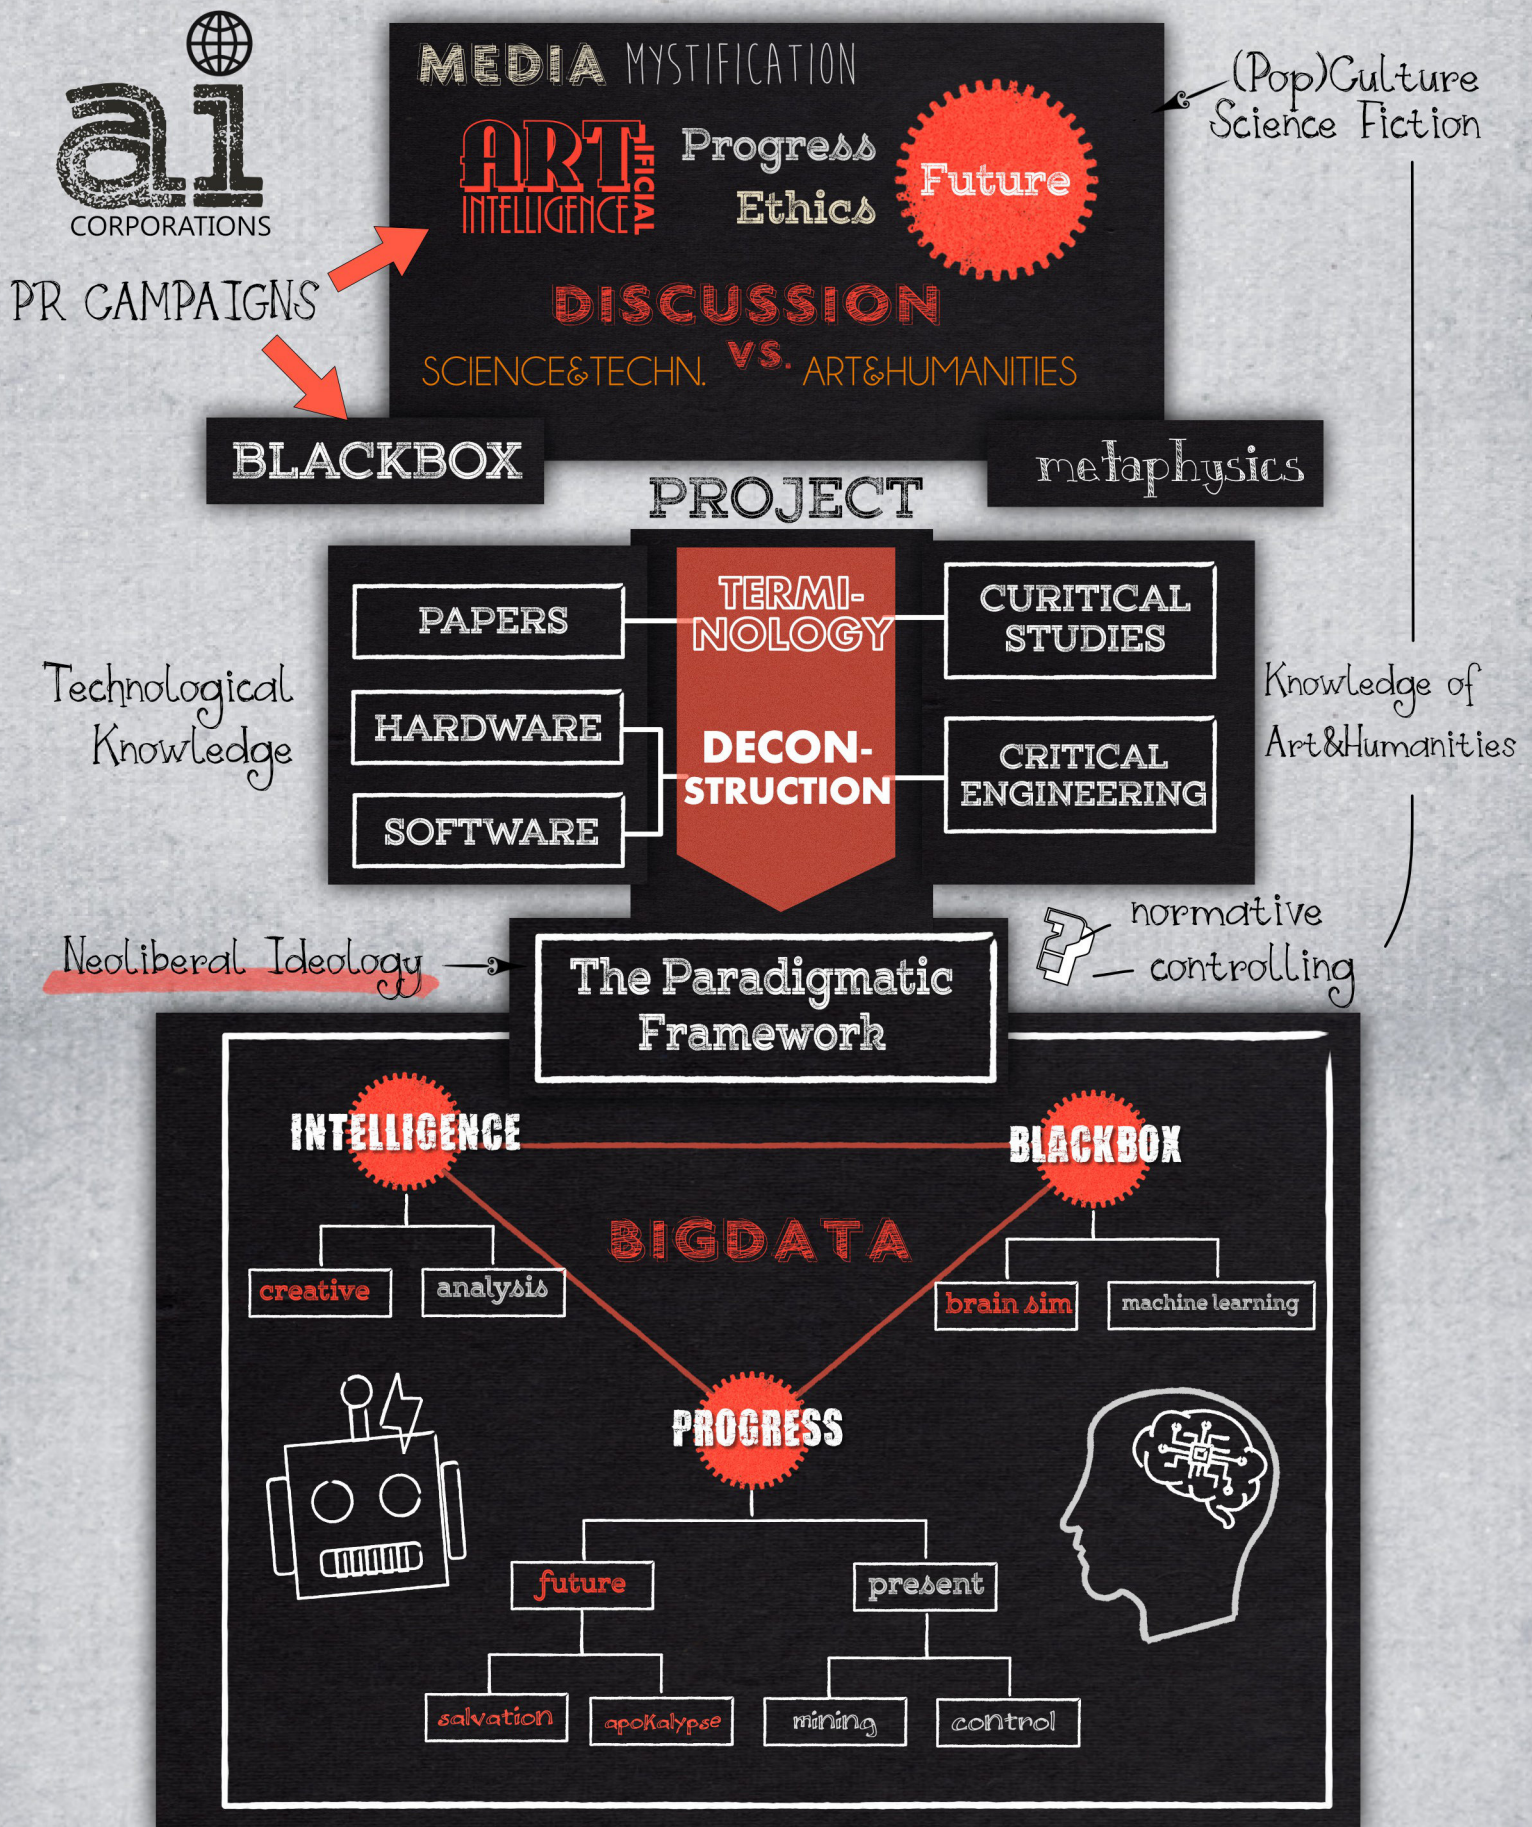 ai
CORPORATIONS
PR CAMPAIGNS
MEDIA MYSTIFICATION
ARTIFICIAL
INTELLIGENCE
Progress
Ethics
Future
(Pop)Culture
Science Fiction
DISCUSSION
SCIENCE&TECHN. VS. ART&HUMANITIES
BLACKBOX
metaphysics
PROJECT
PAPERS
HARDWARE
SOFTWARE
TERMI-
NOLOGY
DECON-
STRUCTION
CURITICAL
STUDIES
CRITICAL
ENGINEERING
Technological
Knowledge
Knowledge of
Art&Humanities
Neoliberal Ideology
The Paradigmatic
Framework
?
normative
controlling
INTELLIGENCE
BLACKBOX
BIGDATA
creative
analysis
brain sim
machine learning
PROGRESS
future
present
salvation
apokalypse
mining
control